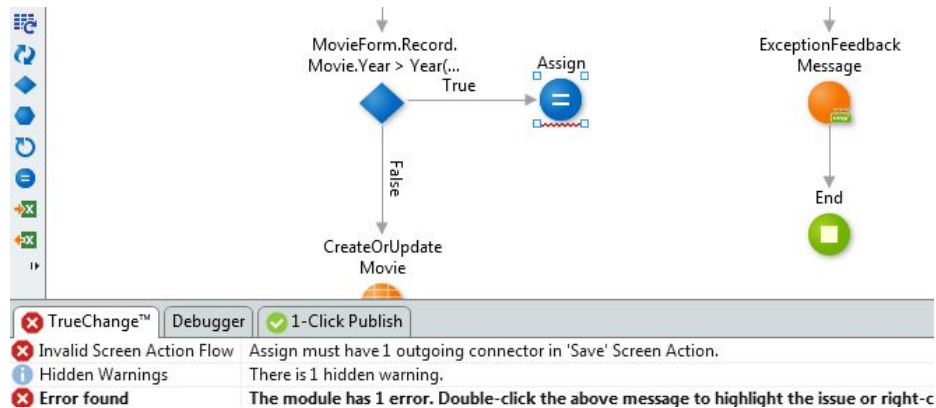 MovieForm.Record.
Movie.Year > Year(...
True
Assign
False
CreateOrUpdate
Movie
ExceptionFeedback
Message
End
TrueChange™ Debugger 1-Click Publish
Invalid Screen Action Flow Assign must have 1 outgoing connector in 'Save' Screen Action.
Hidden Warnings There is 1 hidden warning.
Error found The module has 1 error. Double-click the above message to highlight the issue or right-c